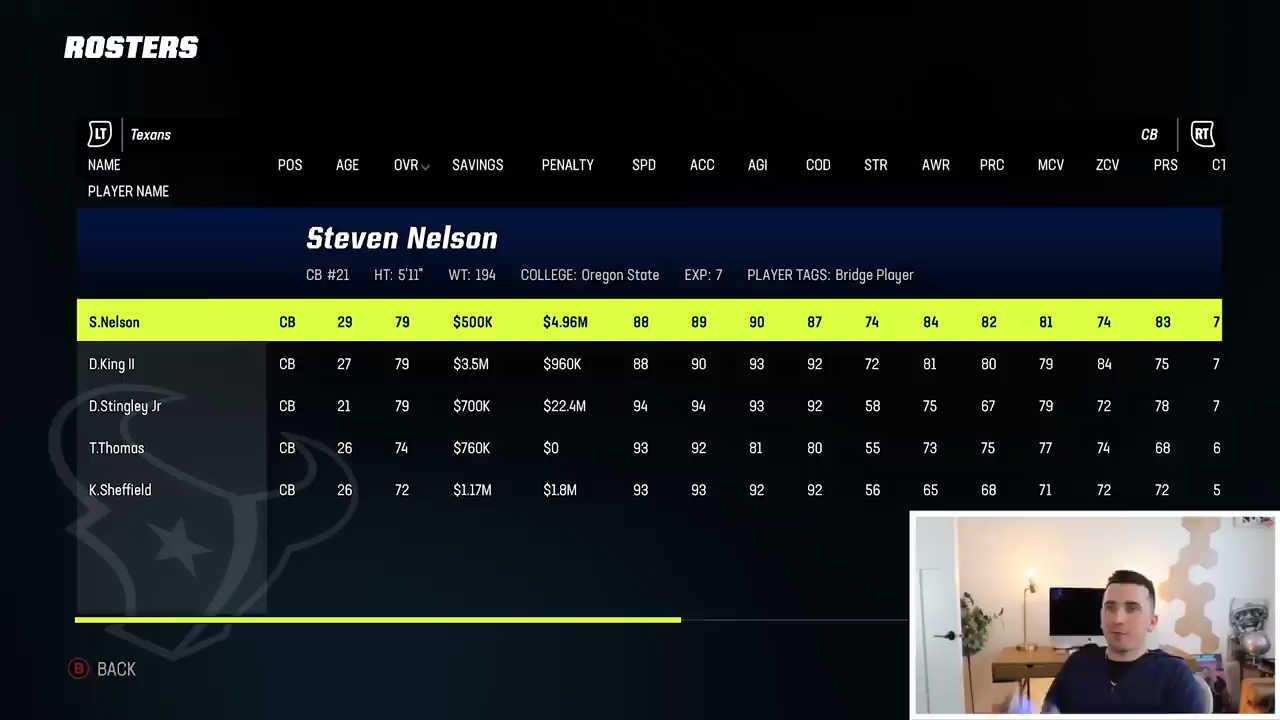 ROSTERS
LT Texans CB RT
NAME POS AGE OVR SAVINGS PENALTY SPD ACC AGI COD STR AWR PRC MCV ZCV PRS CT
PLAYER NAME
Steven Nelson
CB #21 HT: 5'11" WT: 194 COLLEGE: Oregon State EXP: 7 PLAYER TAGS: Bridge Player
S.Nelson CB 29 79 $500K $4.96M 88 89 90 87 74 84 82 81 74 83 7
D.King II CB 27 79 $3.5M $960K 88 90 93 92 72 81 80 79 84 75 7
D.Stingley Jr CB 21 79 $700K $22.4M 94 94 93 92 58 75 67 79 72 78 7
T.Thomas CB 26 74 $760K $0 93 92 81 80 55 73 75 77 74 68 6
K.Sheffield CB 26 72 $1.17M $1.8M 93 93 92 92 56 65 68 71 72 72 5
B BACK